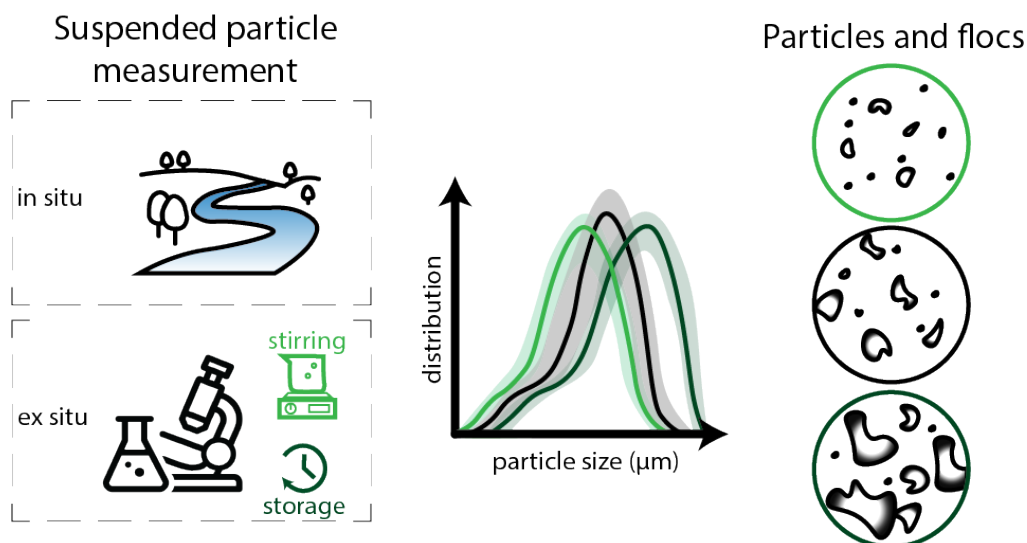 Suspended particle
measurement
in situ
ex situ
stirring
storage
distribution
particle size (µm)
Particles and flocs